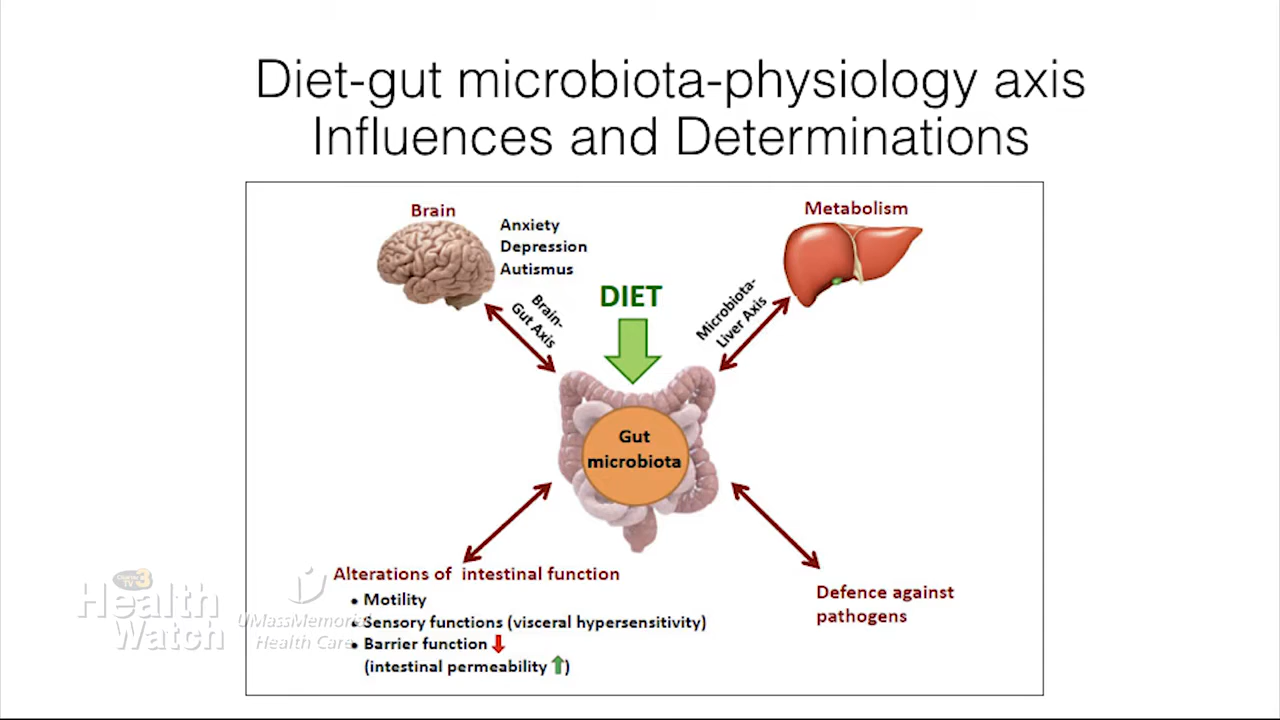 Diet-gut microbiota-physiology axis
Influences and Determinations
Brain
Anxiety
Depression
Autismus
Brain-
Gut Axis
DIET
Metabolism
Microbiota-
Liver Axis
Gut
microbiota
Alterations of intestinal function
• Motility
• Sensory functions (visceral hypersensitivity)
• Barrier function
(intestinal permeability )
Defence against
pathogens
TV3
Health
Watch
UMassMemorial
Health Care